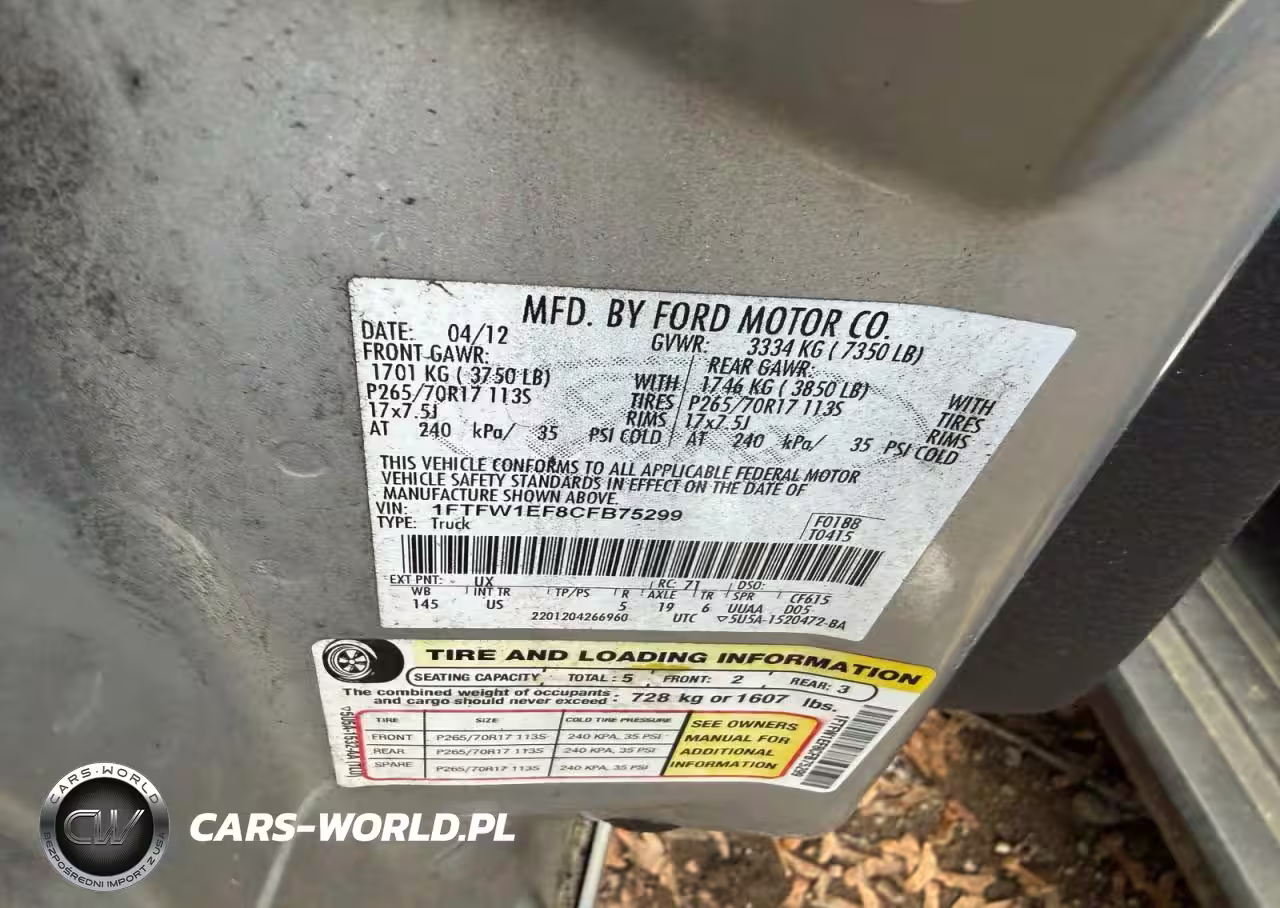 MFD. BY FORD MOTOR CO.
DATE: 04/12 GVWR: 3334 KG ( 7350 LB)
FRONT GAWR: REAR GAWR:
1701 KG ( 3750 LB) WITH 1746 KG ( 3850 LB) WITH
P265/70R17 113S TIRES P265/70R17 113S TIRES
17x7.5J RIMS 17x7.5J RIMS
AT 240 kPa/ 35 PSI COLD AT 240 kPa/ 35 PSI COLD
THIS VEHICLE CONFORMS TO ALL APPLICABLE FEDERAL MOTOR
VEHICLE SAFETY STANDARDS IN EFFECT ON THE DATE OF
MANUFACTURE SHOWN ABOVE.
VIN: 1FTFW1EF8CFB75299
TYPE: Truck
F0188
T0415
EXT PNT: UX RC: 71 DSO:
WB INT TR TP/PS R AXLE TR SPR CF615
145 US 5 19 6 UUAA D05
2201204266960 UTC ▽5U5A-1520472-BA
TIRE AND LOADING INFORMATION
SEATING CAPACITY TOTAL: 5 FRONT: 2 REAR: 3
The combined weight of occupants
and cargo should never exceed : 728 kg or 1607 lbs.
TIRE SIZE COLD TIRE PRESSURE
FRONT P265/70R17 113S 240 KPA, 35 PSI
REAR P265/70R17 113S 240 KPA, 35 PSI
SPARE P265/70R17 113S 240 KPA, 35 PSI
SEE OWNERS
MANUAL FOR
ADDITIONAL
INFORMATION
1FTFW1EF8CFB75299
CARS-WORLD
CW
BEZPOŚREDNI IMPORT Z USA
CARS-WORLD.PL